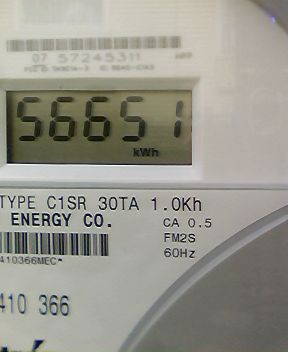 07 57245311
56651
kWh
TYPE C1SR 30TA 1.0Kh
ENERGY CO.
CA 0.5
FM2S
60Hz
410366MEC*
410 366